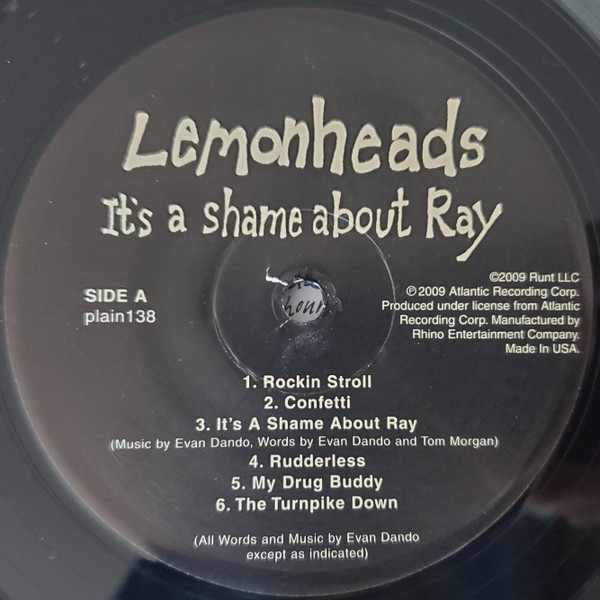 Lemonheads
It's a shame about Ray
©2009 Runt LLC
℗2009 Atlantic Recording Corp.
Produced under license from Atlantic
Recording Corp. Manufactured by
Rhino Entertainment Company.
Made In USA.
SIDE A
plain138
hour
1. Rockin Stroll
2. Confetti
3. It's A Shame About Ray
(Music by Evan Dando, Words by Evan Dando and Tom Morgan)
4. Rudderless
5. My Drug Buddy
6. The Turnpike Down
(All Words and Music by Evan Dando
except as indicated)